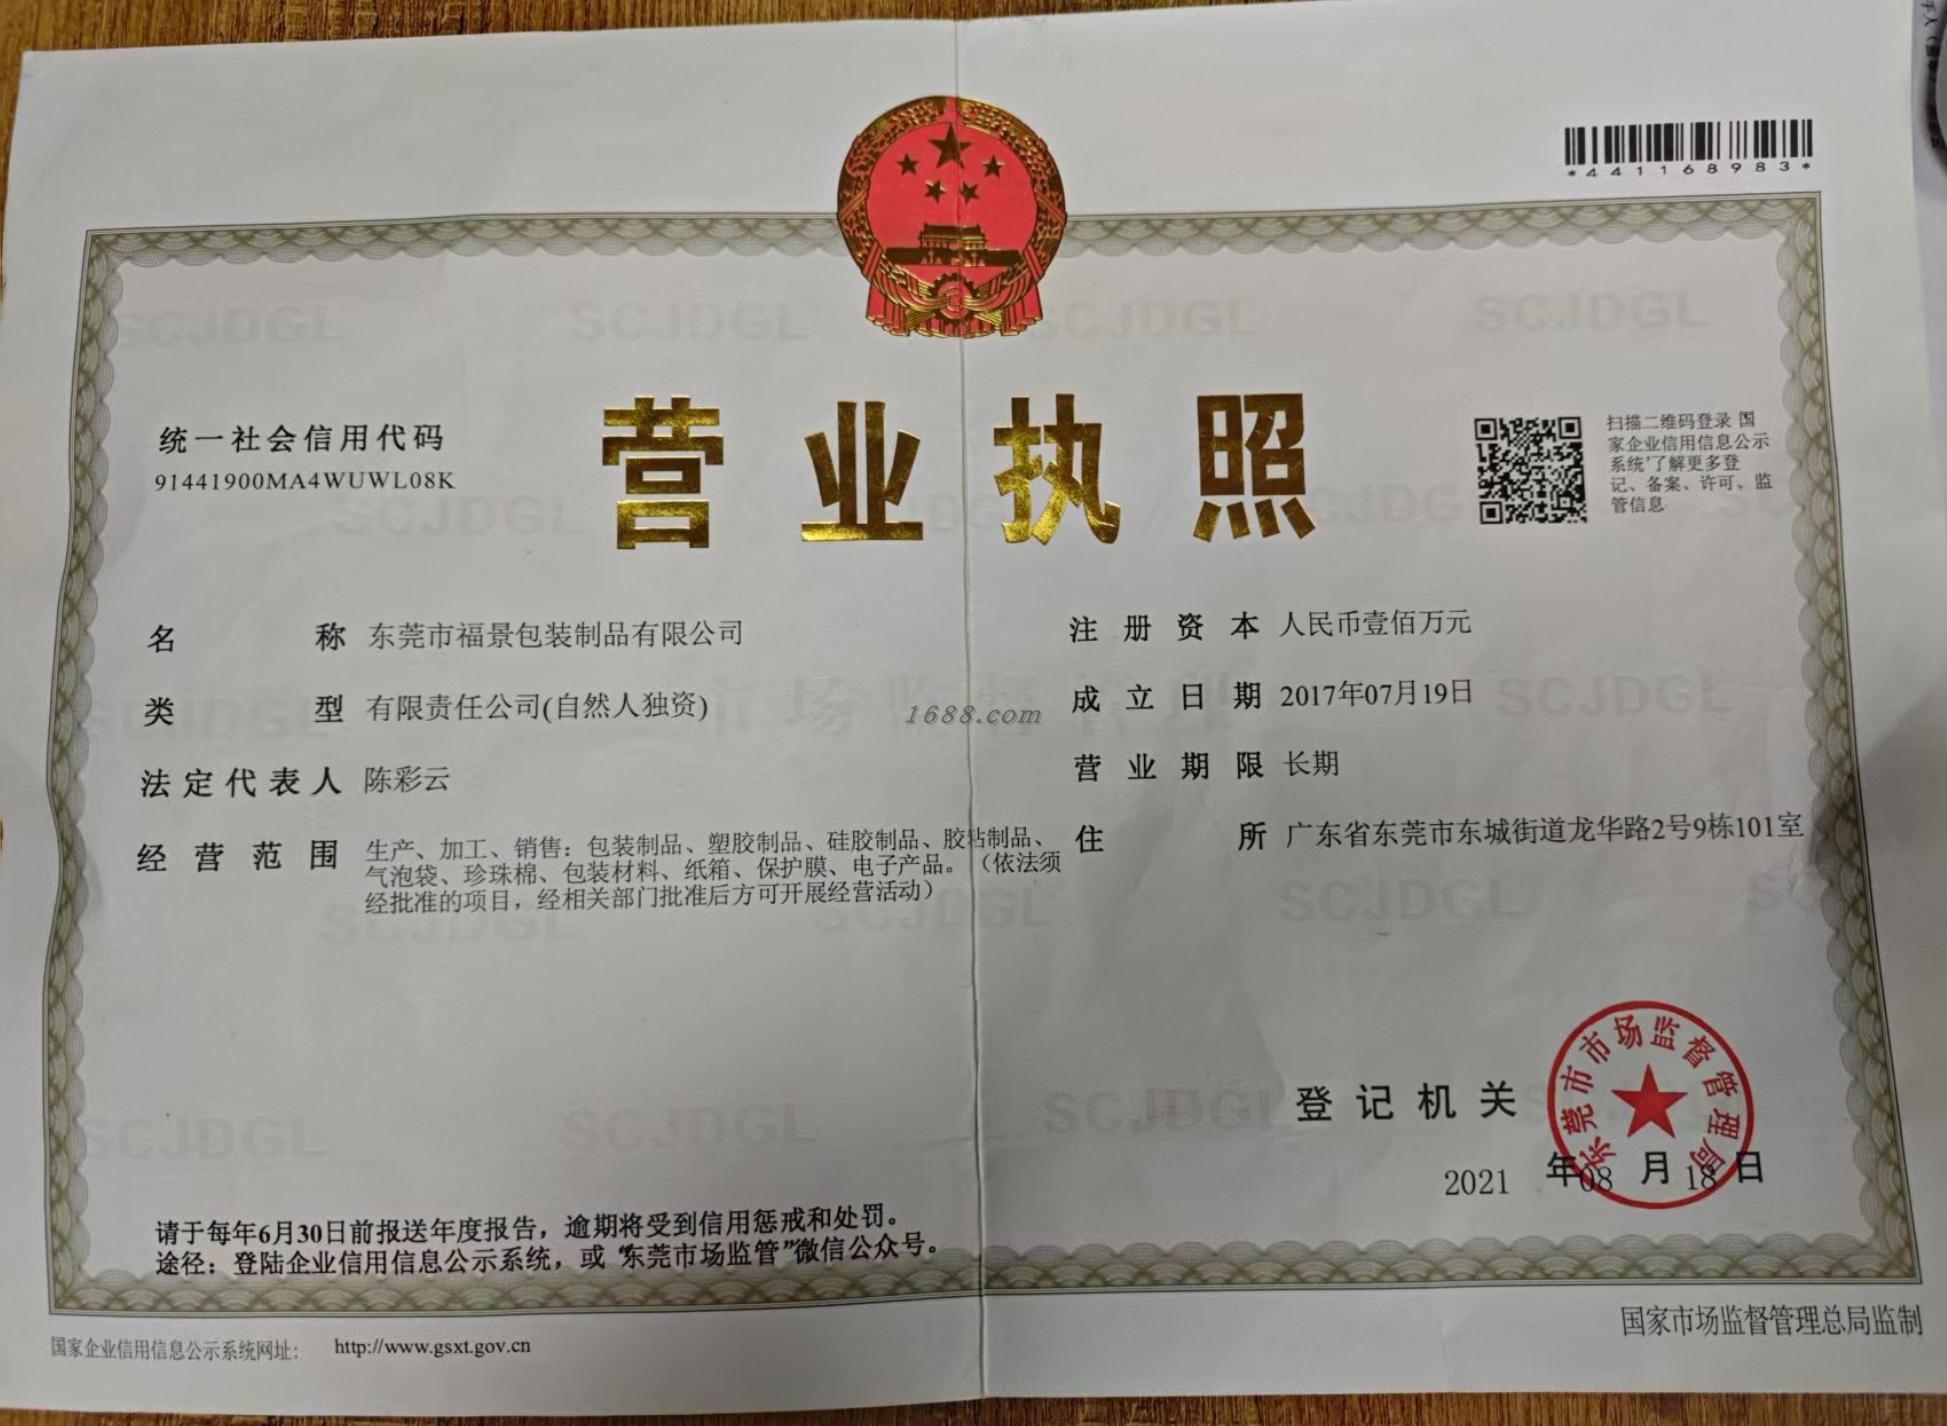 *441168983*
统一社会信用代码
91441900MA4WUWL08K
营业执照
扫描二维码登录 国
家企业信用信息公示
系统'了解更多登
记、备案、许可、监
管信息
名称 东莞市福景包装制品有限公司
类型 有限责任公司(自然人独资)
法定代表人 陈彩云
经营范围 生产、加工、销售：包装制品、塑胶制品、硅胶制品、胶粘制品、
气泡袋、珍珠棉、包装材料、纸箱、保护膜、电子产品。（依法须
经批准的项目，经相关部门批准后方可开展经营活动）
注册资本 人民币壹佰万元
成立日期 2017年07月19日
营业期限 长期
住所 广东省东莞市东城街道龙华路2号9栋101室
1688.com
登记机关
东莞市市场监督管理局
2021 年08 月18日
请于每年6月30日前报送年度报告，逾期将受到信用惩戒和处罚。
途径：登陆企业信用信息公示系统，或“东莞市场监管”微信公众号。
国家企业信用信息公示系统网址： http://www.gsxt.gov.cn
国家市场监督管理总局监制